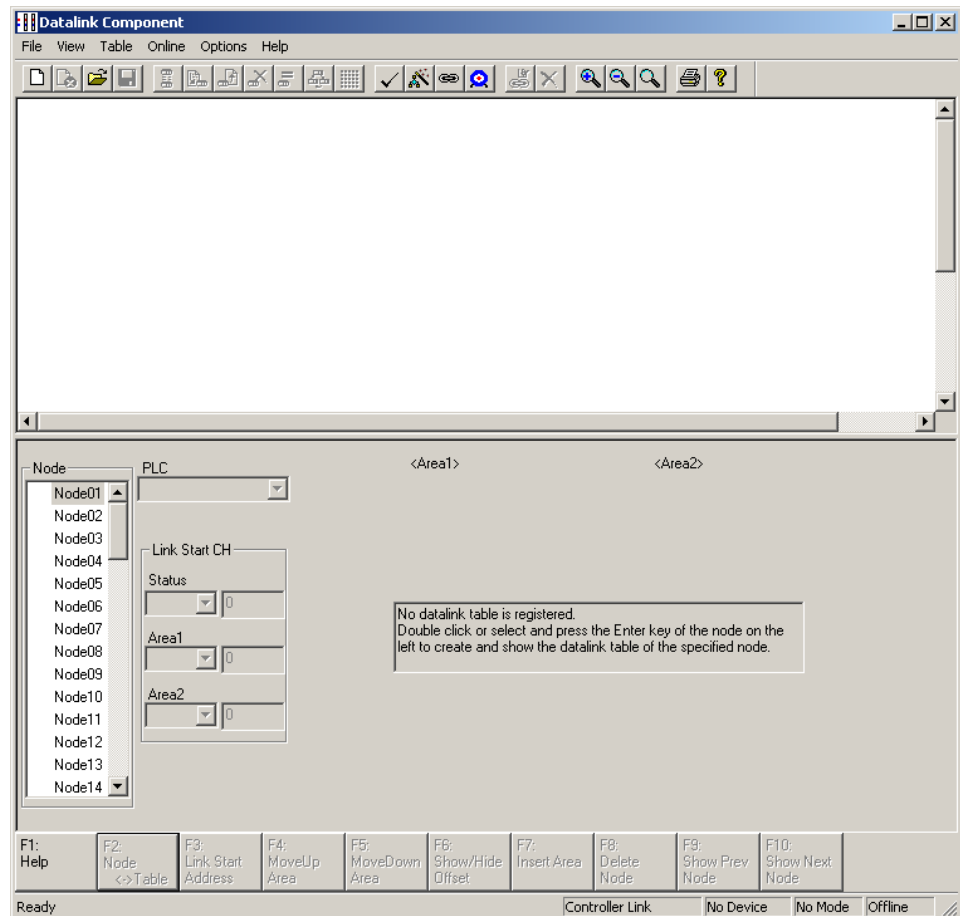 Datalink Component
File View Table Online Options Help
<Area1> <Area2>
Node
PLC
Node01
Node02
Node03
Node04
Node05
Node06
Node07
Node08
Node09
Node10
Node11
Node12
Node13
Node14
Link Start CH
Status
0
Area1
0
Area2
0
No datalink table is registered.
Double click or select and press the Enter key of the node on the
left to create and show the datalink table of the specified node.
F1:
Help
F2:
Node
<->Table
F3:
Link Start
Address
F4:
MoveUp
Area
F5:
MoveDown
Area
F6:
Show/Hide
Offset
F7:
Insert Area
F8:
Delete
Node
F9:
Show Prev
Node
F10:
Show Next
Node
Ready
Controller Link
No Device
No Mode
Offline